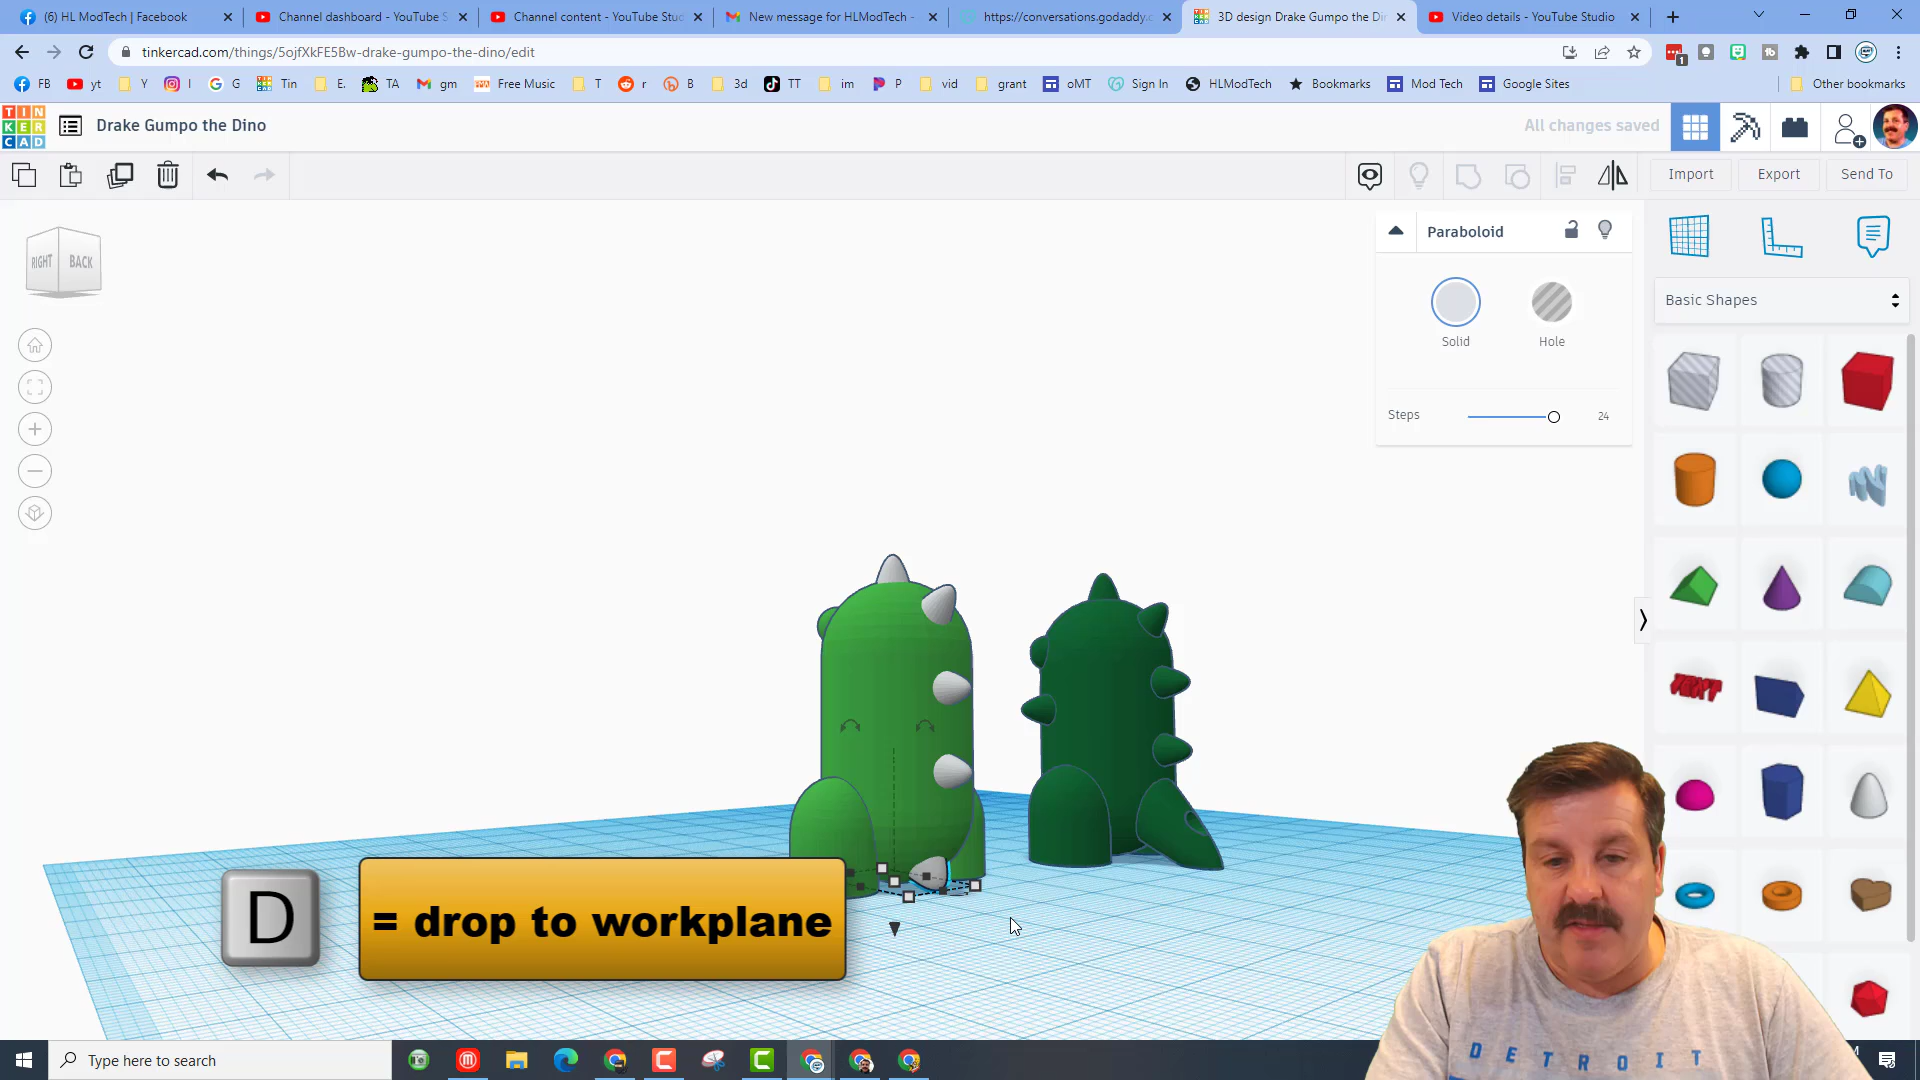 (6) HL ModTech | Facebook
Channel dashboard - YouTube S
Channel content - YouTube Stud
New message for HLModTech -
https://conversations.godaddy.c
3D design Drake Gumpo the Di
Video details - YouTube Studio
tinkercad.com/things/5ojfXkFE5Bw-drake-gumpo-the-dino/edit
1
FB
yt
Y
I
G
Tin
E.
TA
gm
Free Music
T
r
B
3d
TT
im
P
vid
grant
oMT
Sign In
HLModTech
Bookmarks
Mod Tech
Google Sites
Other bookmarks
TIN
KER
CAD
Drake Gumpo the Dino
All changes saved
Import
Export
Send To
RIGHT
BACK
Paraboloid
Solid
Hole
Steps
24
Basic Shapes
TEXT
D
= drop to workplane
DETROIT
Type here to search